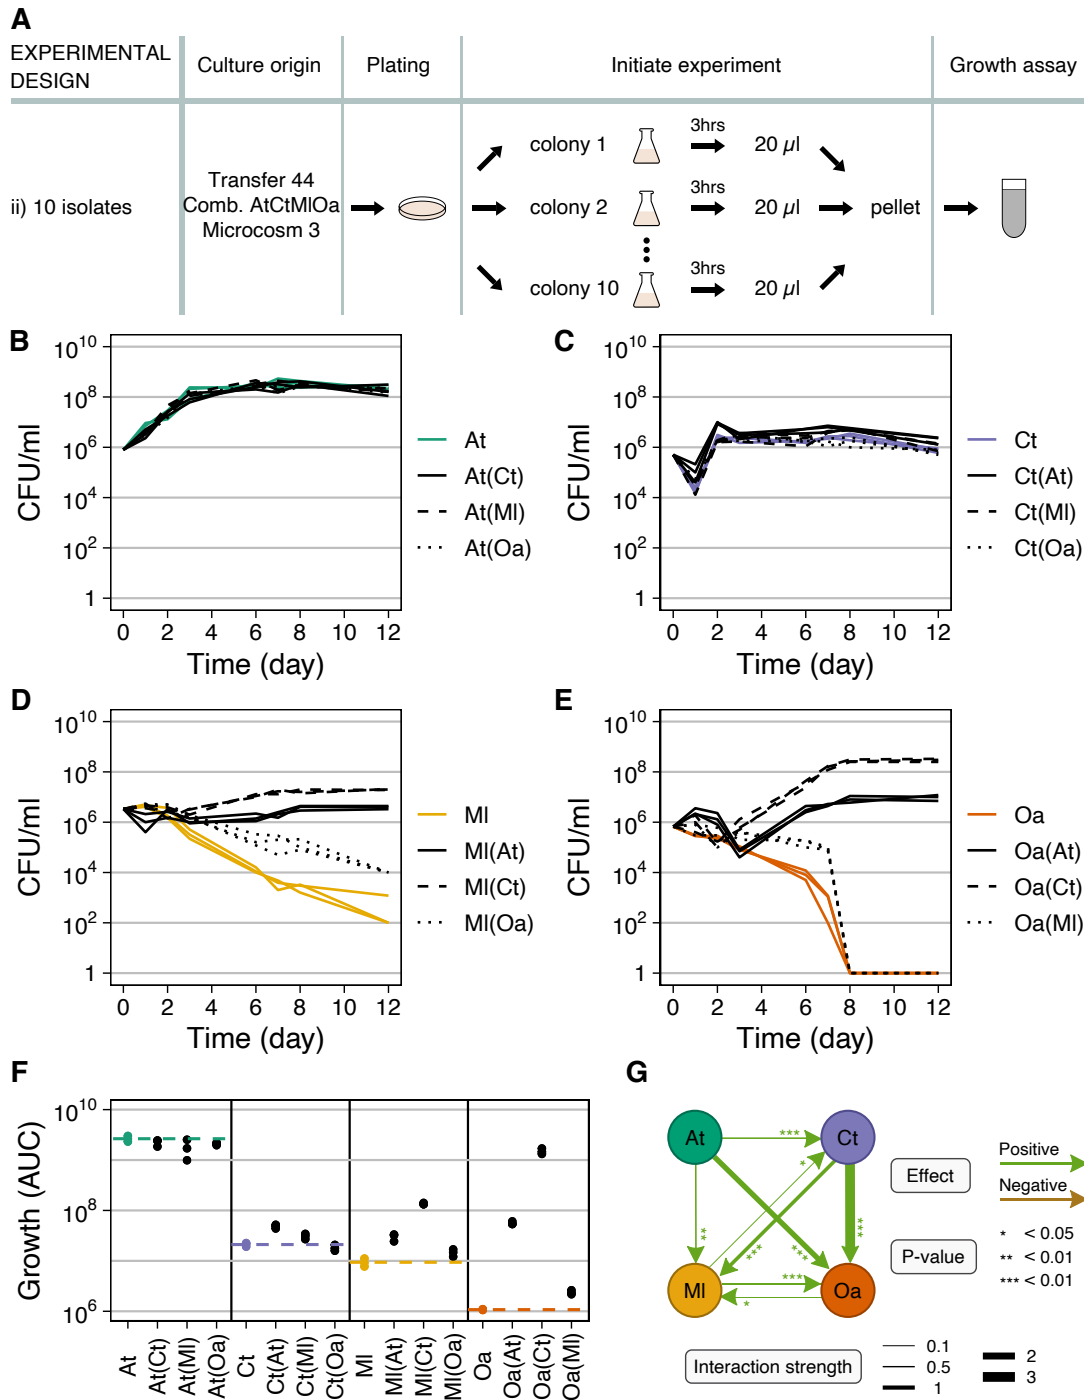 A
EXPERIMENTAL
DESIGN
Culture origin
Plating
Initiate experiment
Growth assay
ii) 10 isolates
Transfer 44
Comb. AtCtMlOa
Microcosm 3
colony 1
3hrs
20 µl
colony 2
3hrs
20 µl
pellet
colony 10
3hrs
20 µl
B
CFU/ml
10^10
10^8
10^6
10^4
10^2
1
0 2 4 6 8 10 12
Time (day)
At
At(Ct)
At(Ml)
At(Oa)
C
CFU/ml
10^10
10^8
10^6
10^4
10^2
1
0 2 4 6 8 10 12
Time (day)
Ct
Ct(At)
Ct(Ml)
Ct(Oa)
D
CFU/ml
10^10
10^8
10^6
10^4
10^2
1
0 2 4 6 8 10 12
Time (day)
Ml
Ml(At)
Ml(Ct)
Ml(Oa)
E
CFU/ml
10^10
10^8
10^6
10^4
10^2
1
0 2 4 6 8 10 12
Time (day)
Oa
Oa(At)
Oa(Ct)
Oa(Ml)
F
Growth (AUC)
10^10
10^8
10^6
At
At(Ct)
At(Ml)
At(Oa)
Ct
Ct(At)
Ct(Ml)
Ct(Oa)
Ml
Ml(At)
Ml(Ct)
Ml(Oa)
Oa
Oa(At)
Oa(Ct)
Oa(Ml)
G
At
***
Ct
*
**
***
***
***
Ml
***
Oa
*
Effect
Positive
Negative
P-value
* < 0.05
** < 0.01
*** < 0.01
Interaction strength
0.1
0.5
1
2
3